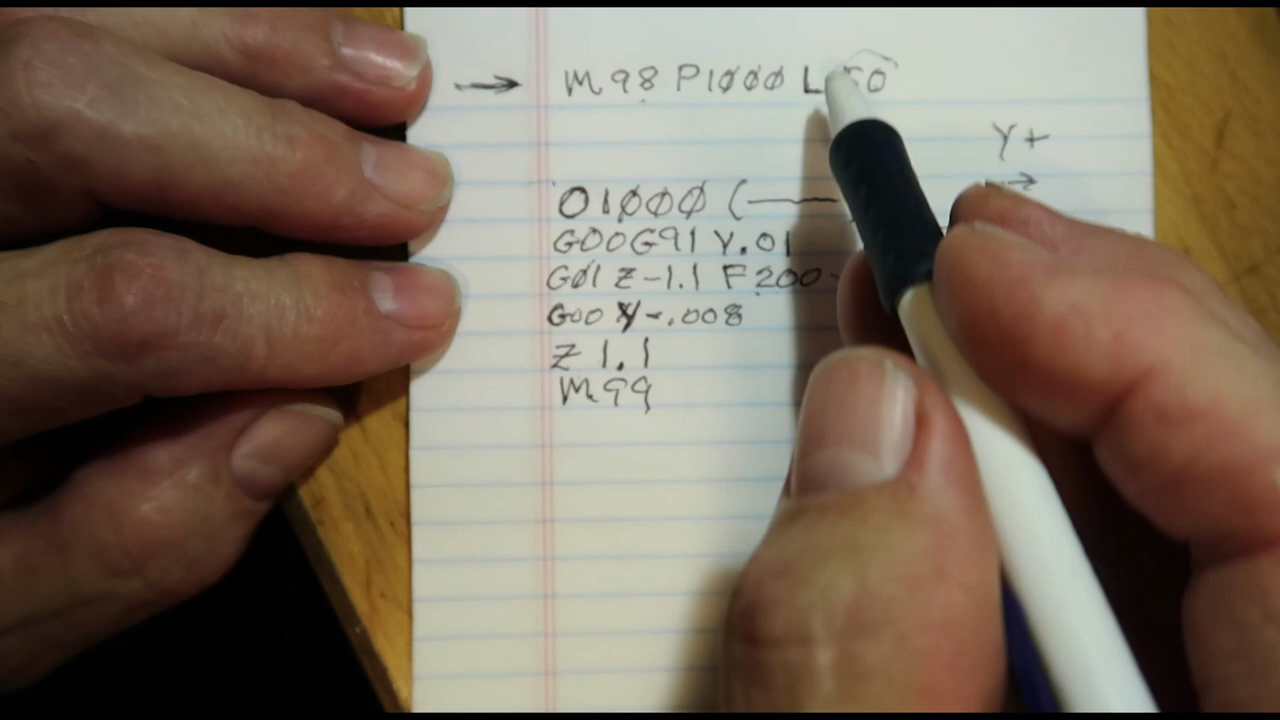 → M98 P1000 L
Y+
→
O1000 (
G00G91 Y.01
G01 Z-1.1 F200
G00 Y-.008
Z 1.1
M99